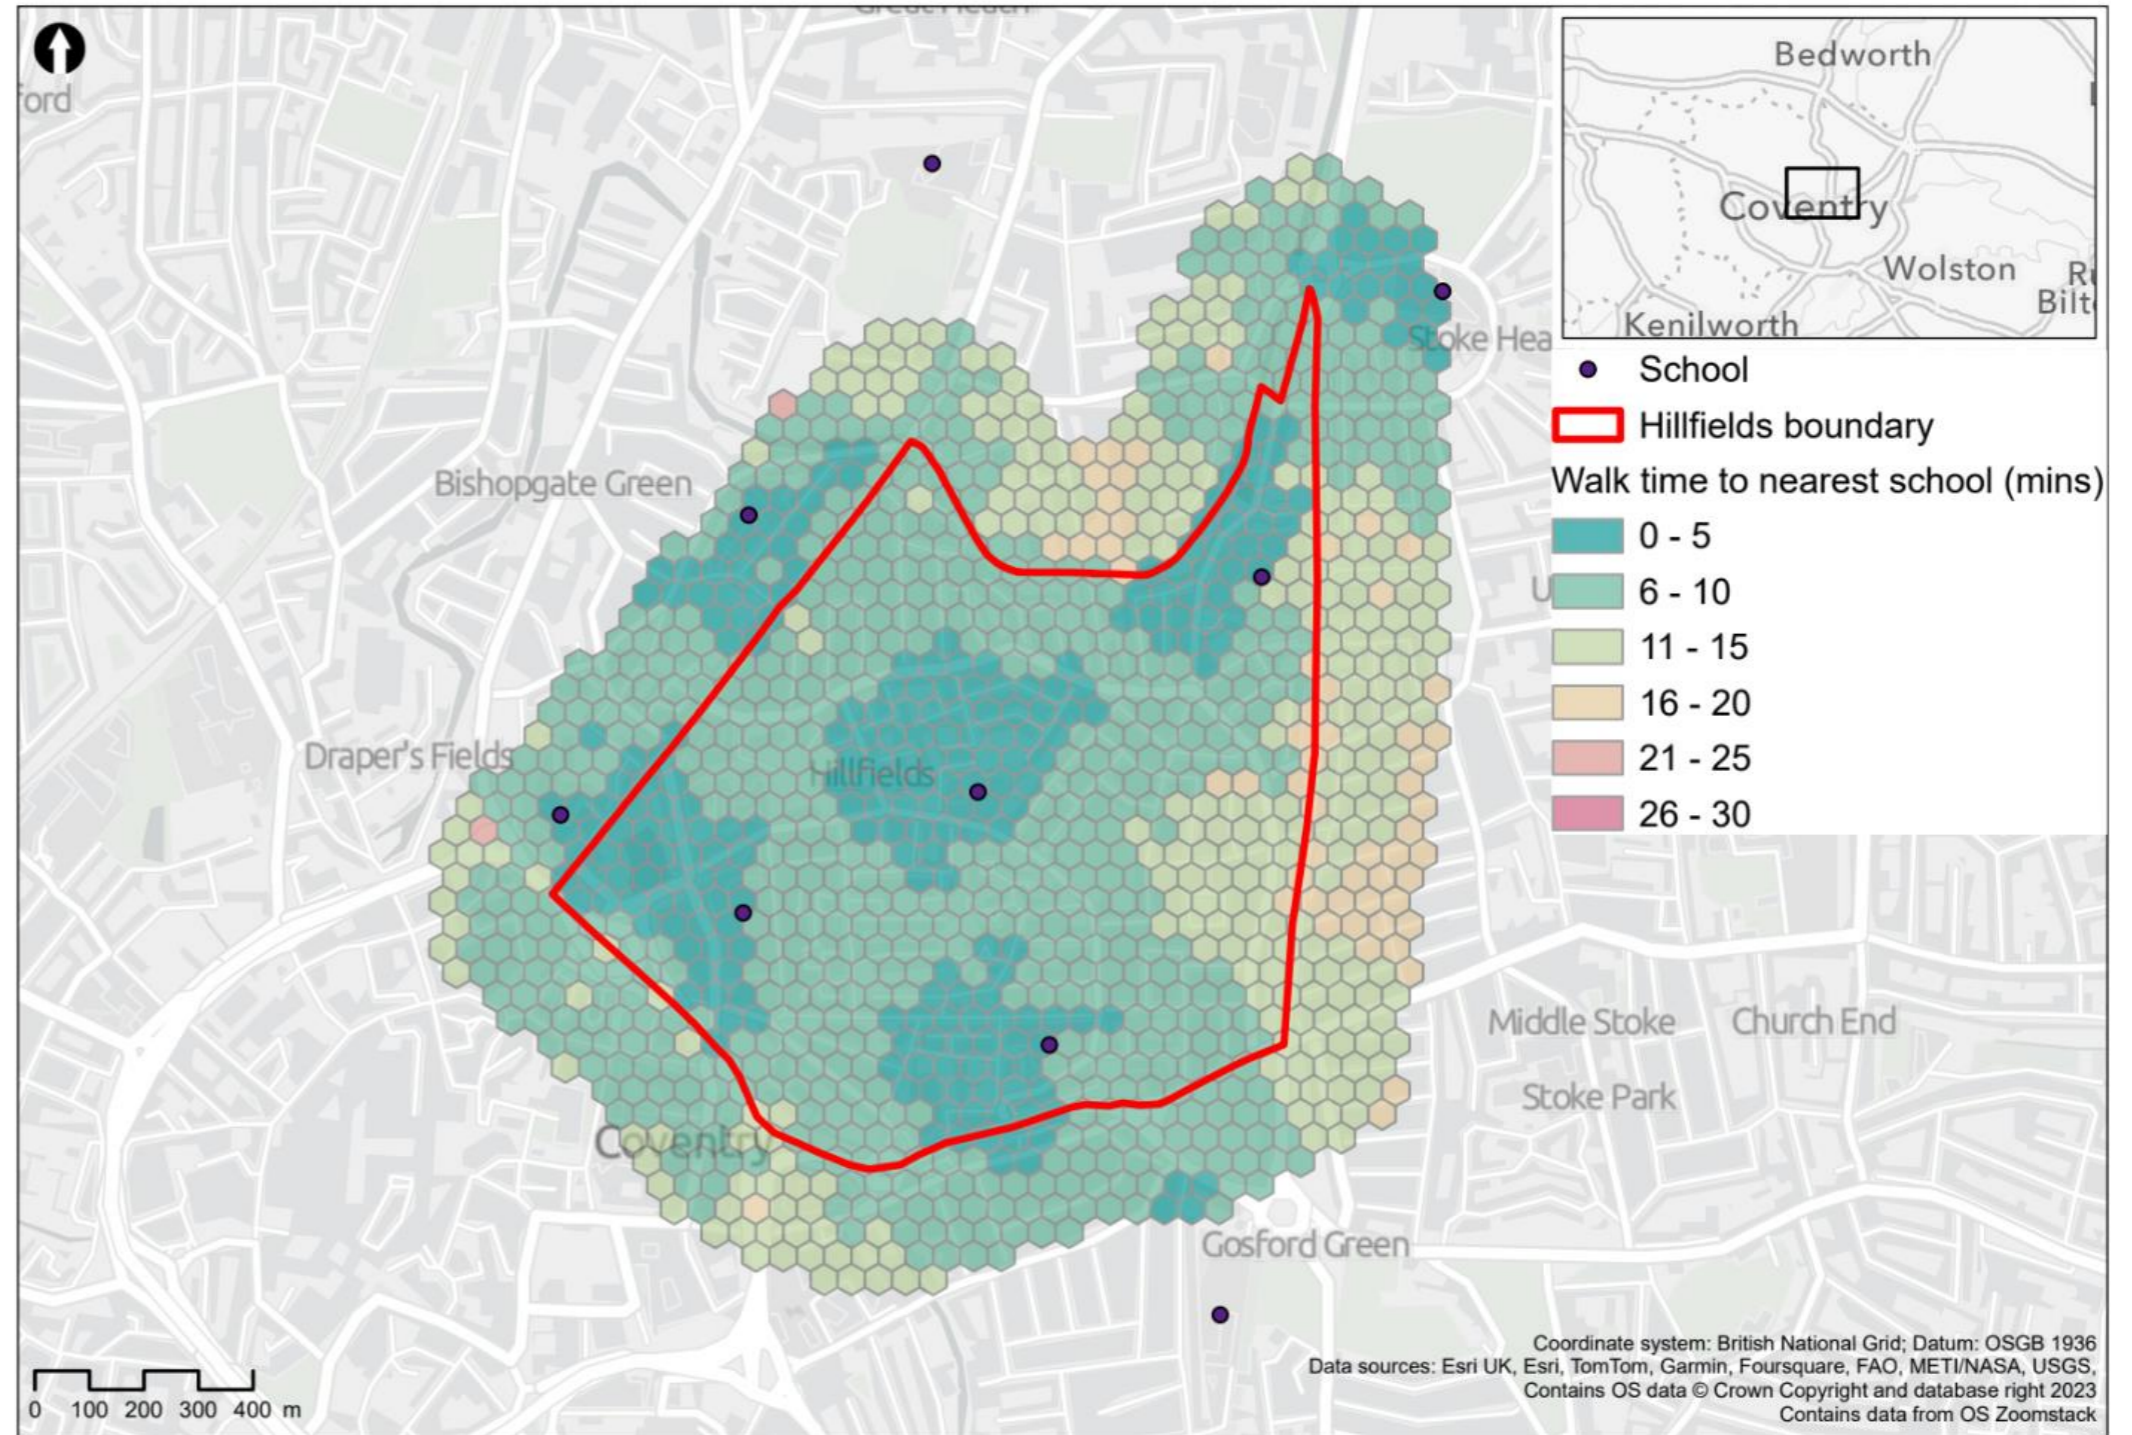 Great Heath
ford
Bedworth
Coventry
Wolston
Ru
Bilt
Kenilworth
Stoke Hea
School
Hillfields boundary
Walk time to nearest school (mins)
0 - 5
6 - 10
11 - 15
16 - 20
21 - 25
26 - 30
Bishopgate Green
U
Draper's Fields
Hillfields
Middle Stoke
Church End
Stoke Park
Coventry
Gosford Green
0 100 200 300 400 m
Coordinate system: British National Grid; Datum: OSGB 1936
Data sources: Esri UK, Esri, TomTom, Garmin, Foursquare, FAO, METI/NASA, USGS,
Contains OS data © Crown Copyright and database right 2023
Contains data from OS Zoomstack